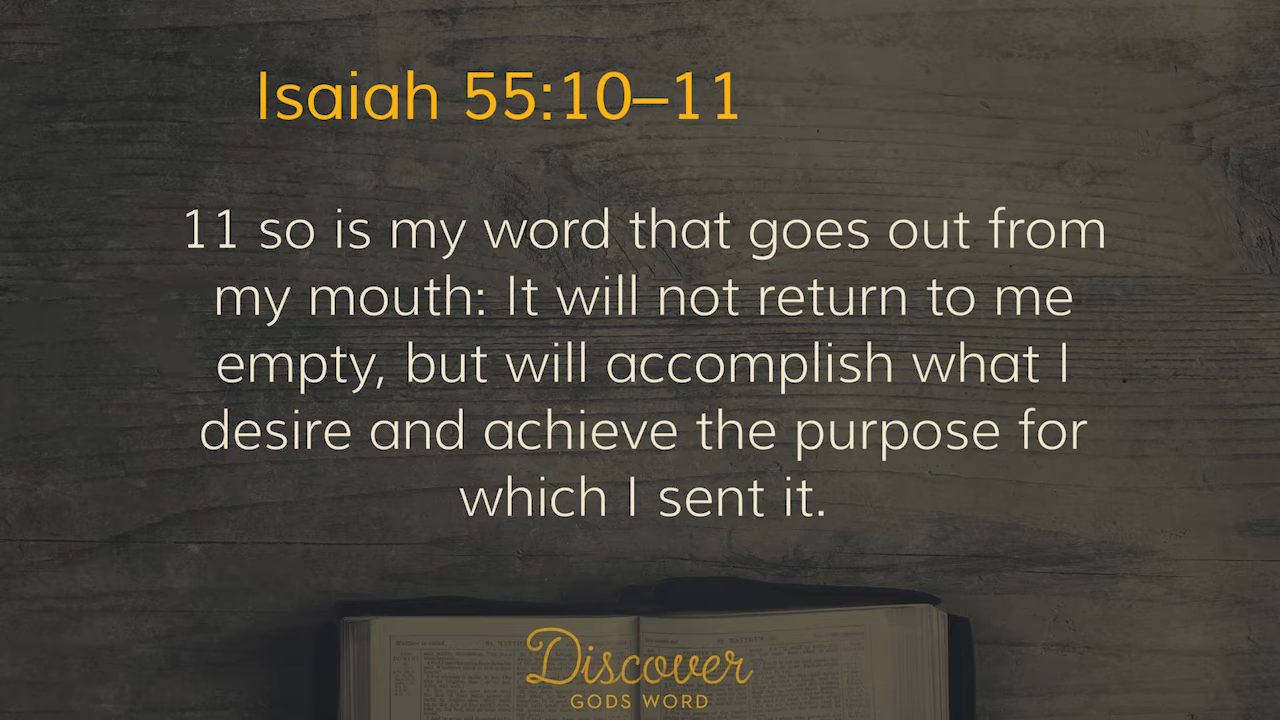 Isaiah 55:10–11
11 so is my word that goes out from
my mouth: It will not return to me
empty, but will accomplish what I
desire and achieve the purpose for
which I sent it.
Discover
GODS WORD